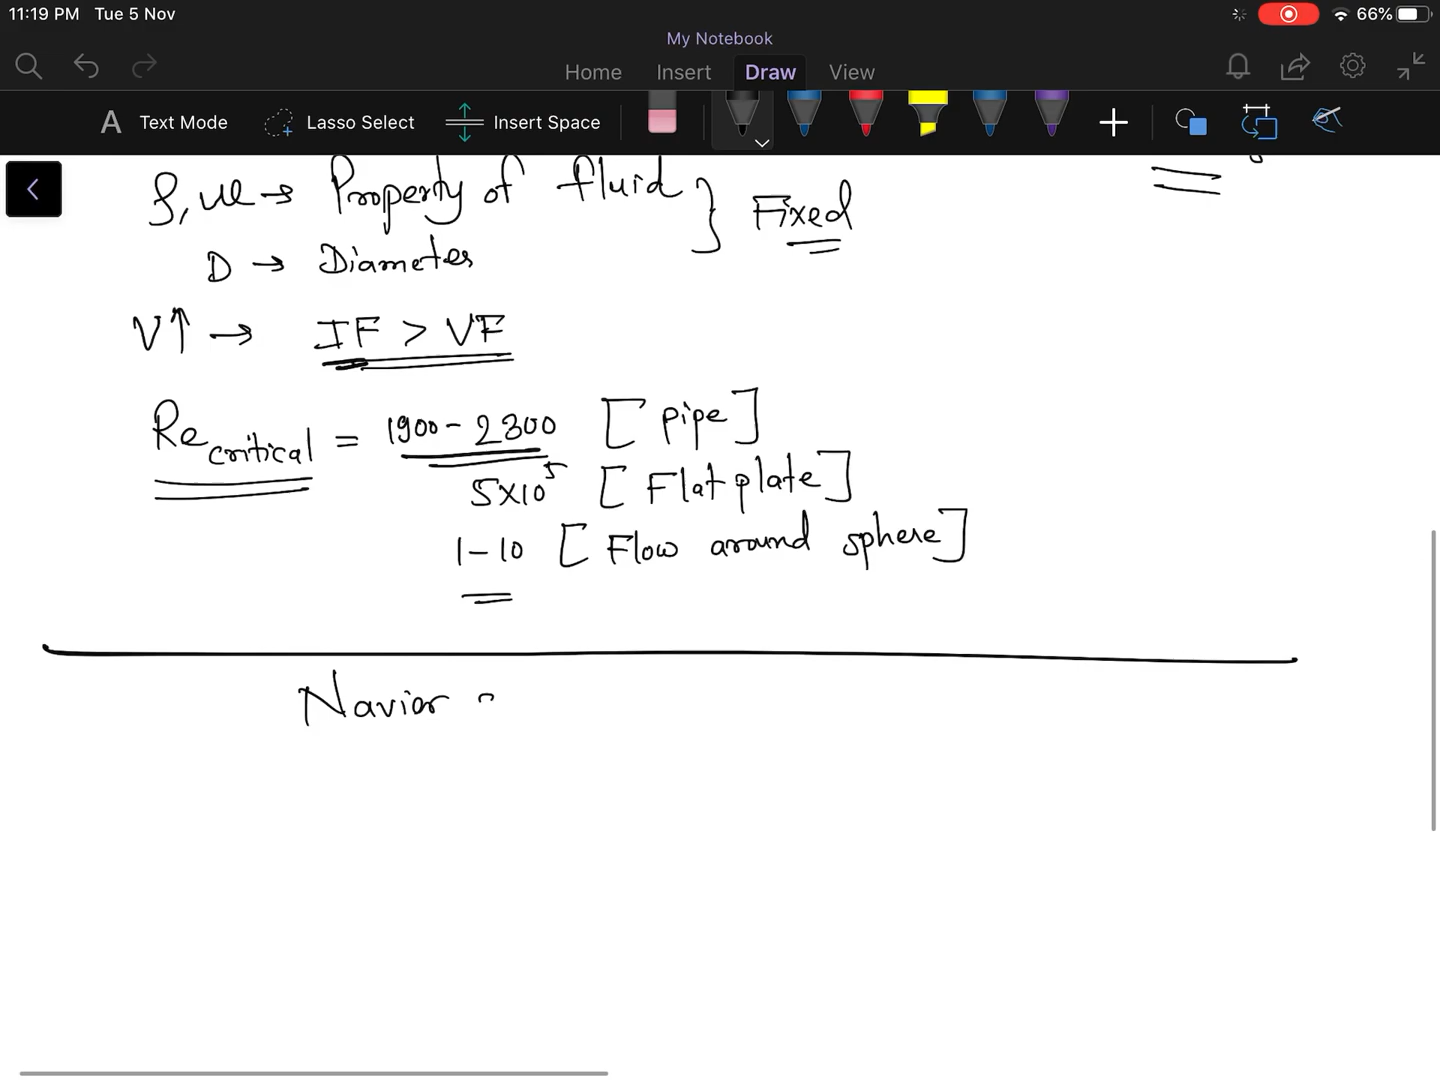 11:19 PM Tue 5 Nov 66%
My Notebook
Home Insert Draw View
A Text Mode Lasso Select Insert Space
ρ, μ → Property of fluid } Fixed
D → Diameter
V↑ → IF > VF
Re critical = 1900 - 2300 [Pipe]
5×10⁵ [Flat plate]
1-10 [Flow around sphere]
Navier